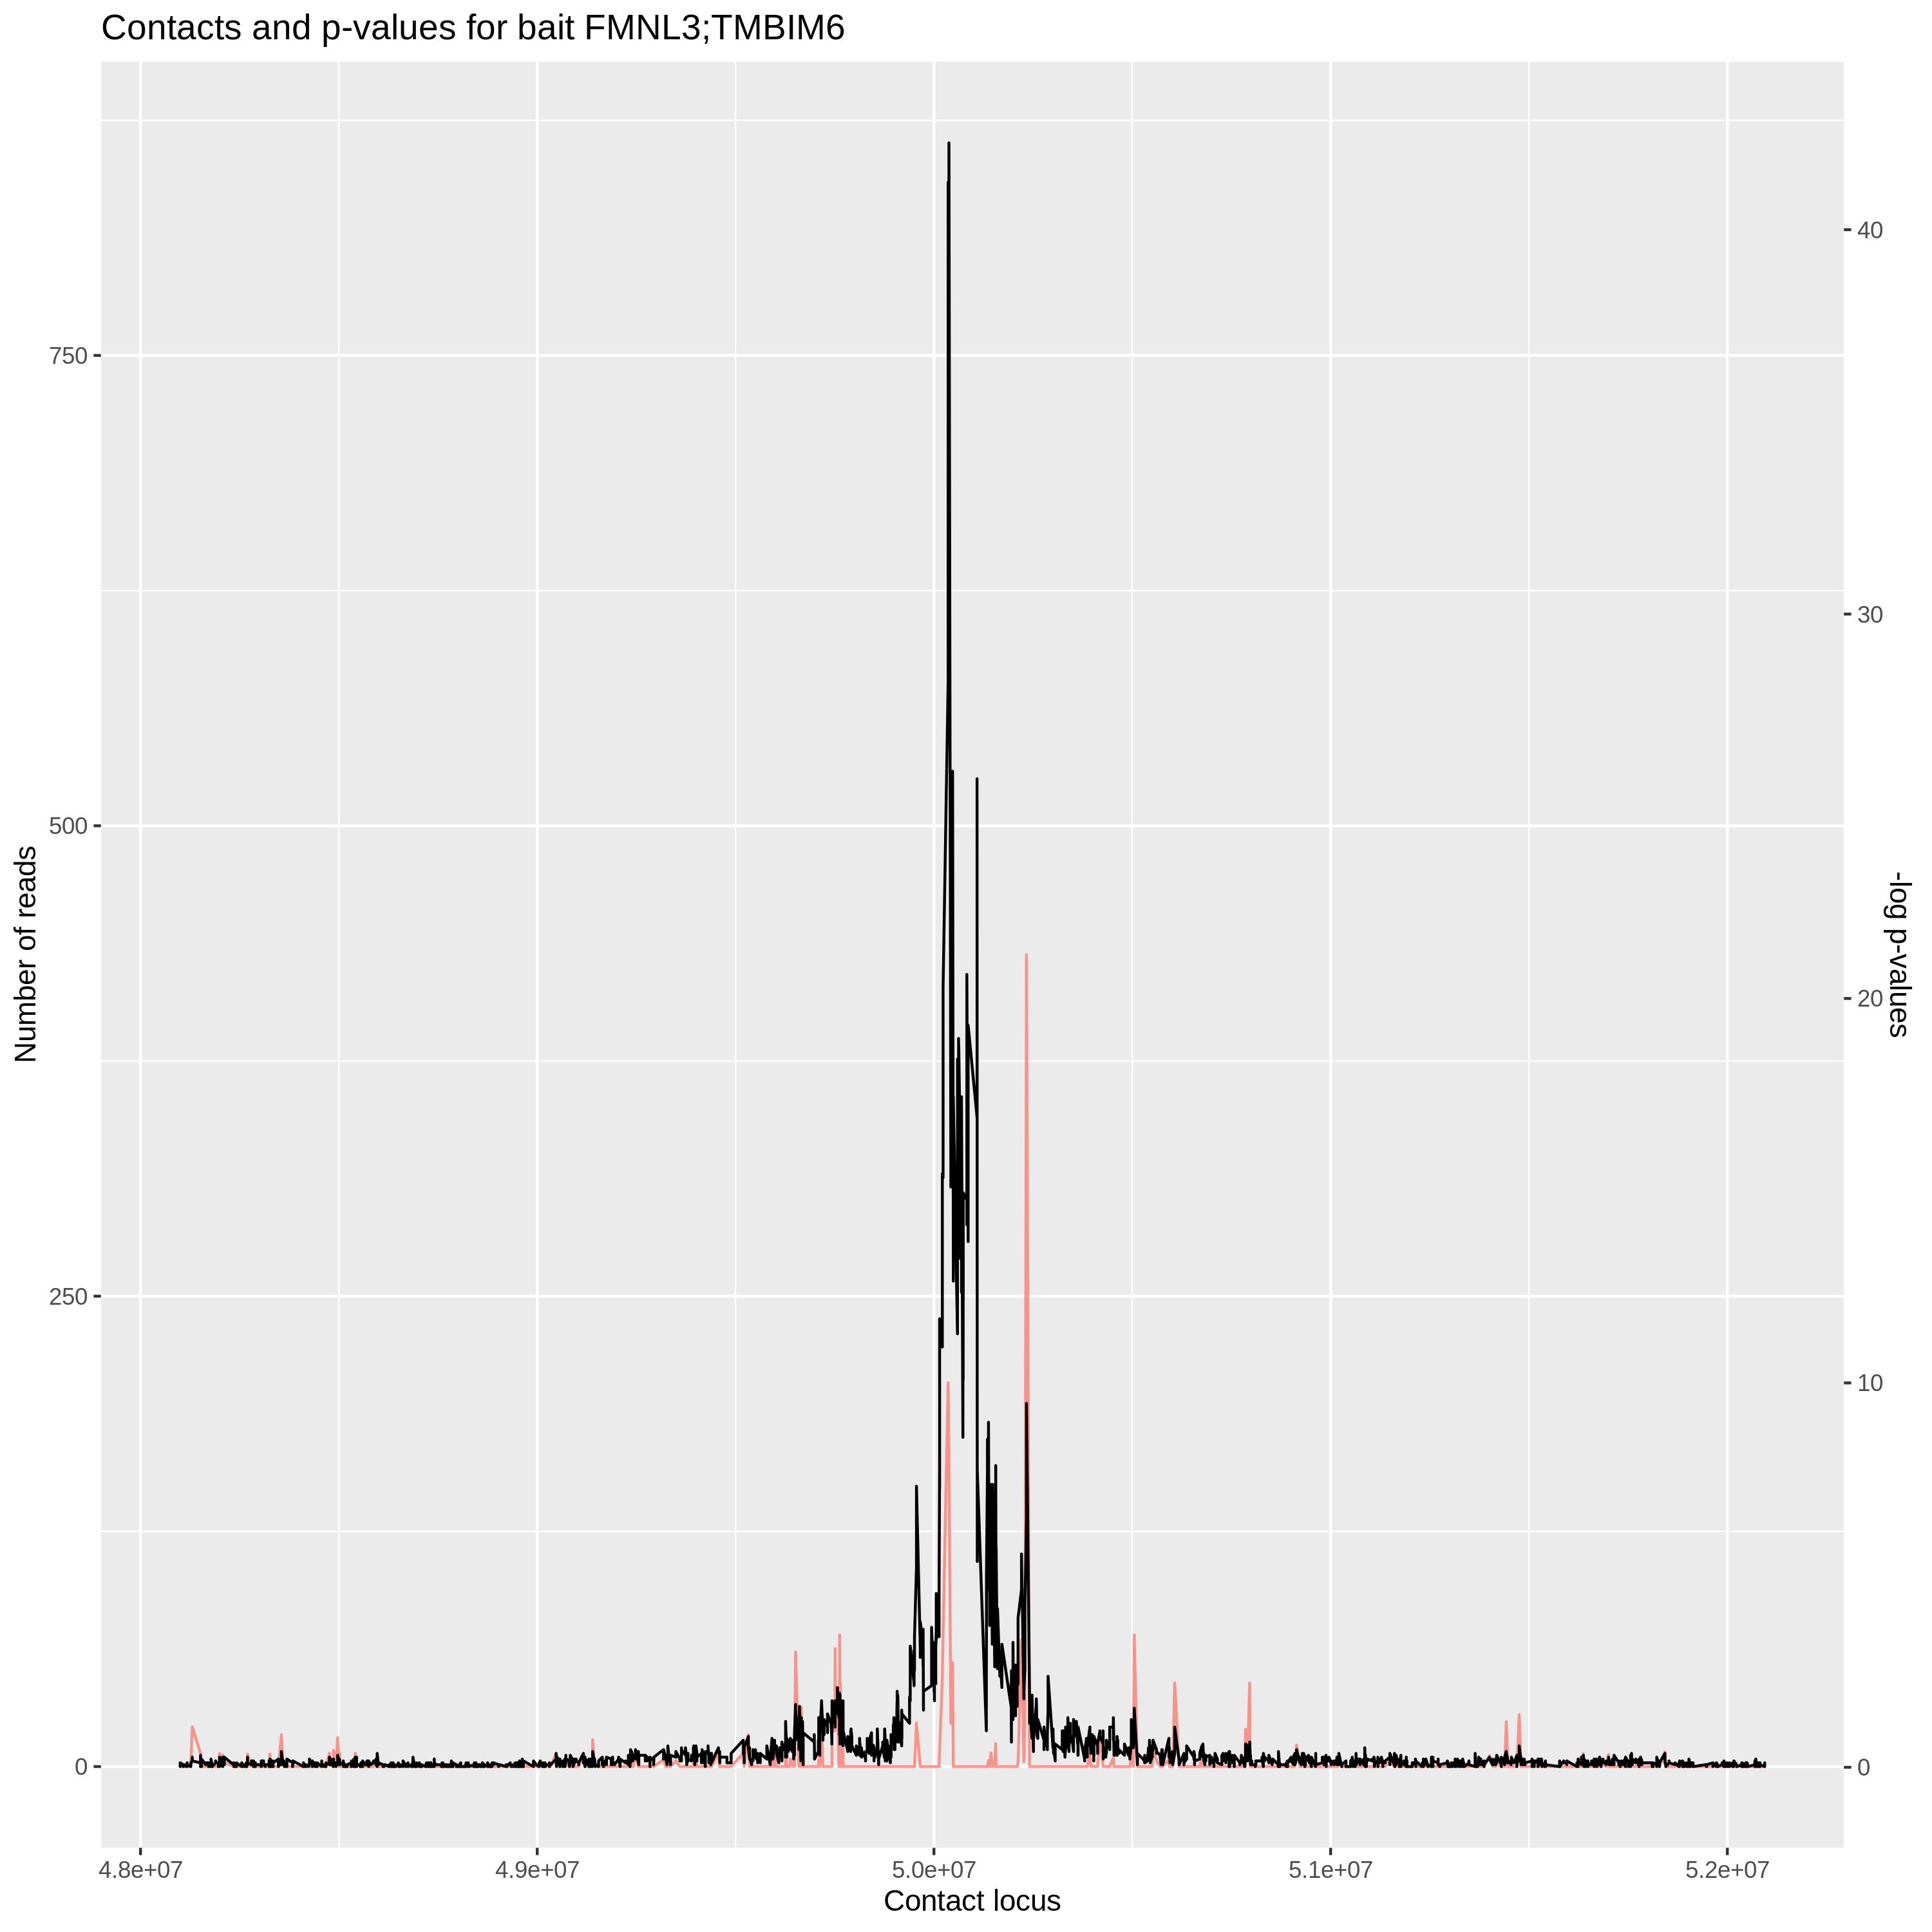 Contacts and p-values for bait FMNL3;TMBIM6
Number of reads
750
500
250
0
40
30
20
10
0
-log p-values
4.8e+07 4.9e+07 5.0e+07 5.1e+07 5.2e+07
Contact locus